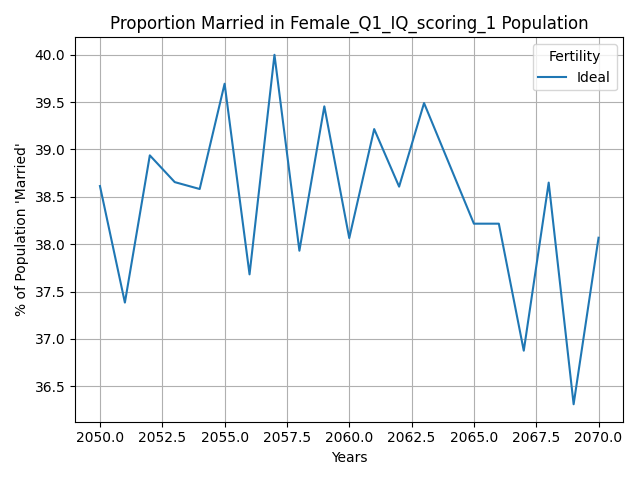 Proportion Married in Female_Q1_IQ_scoring_1 Population
Fertility
Ideal
% of Population 'Married'
40.0
39.5
39.0
38.5
38.0
37.5
37.0
36.5
2050.0 2052.5 2055.0 2057.5 2060.0 2062.5 2065.0 2067.5 2070.0
Years